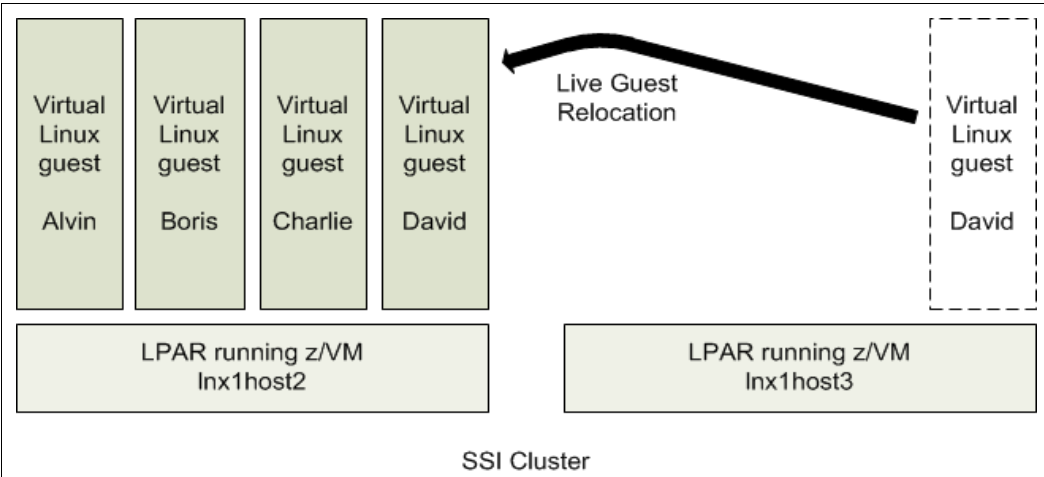 Virtual
Linux
guest
Alvin
Virtual
Linux
guest
Boris
Virtual
Linux
guest
Charlie
Virtual
Linux
guest
David
Live Guest
Relocation
Virtual
Linux
guest
David
LPAR running z/VM
lnx1host2
LPAR running z/VM
lnx1host3
SSI Cluster